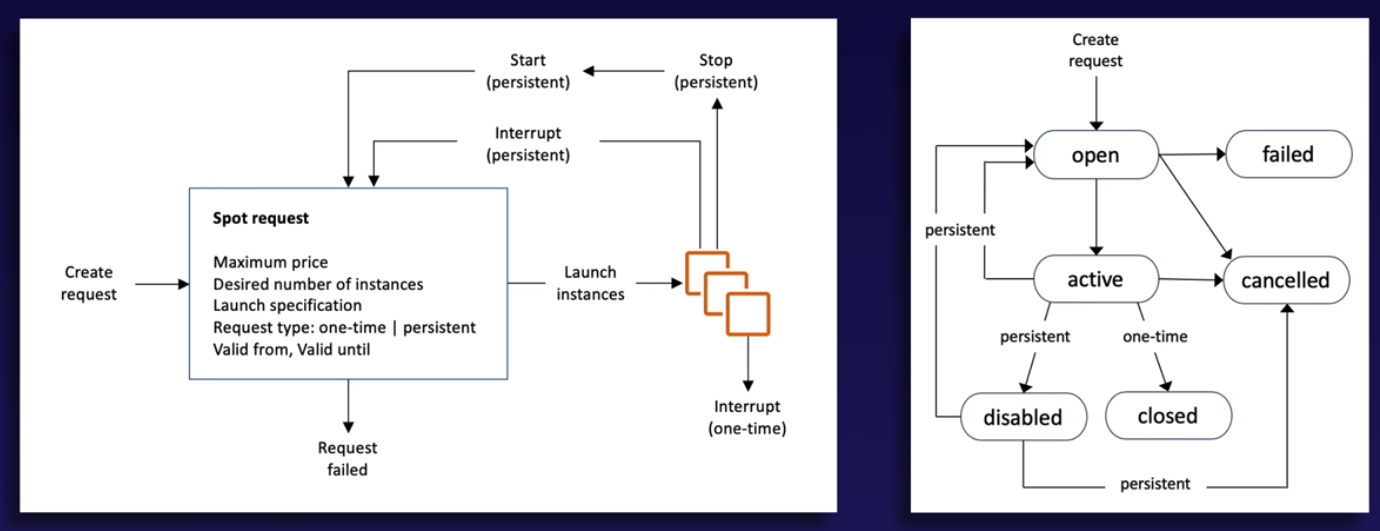 Start
(persistent)
Stop
(persistent)
Interrupt
(persistent)
Create
request
Spot request
Maximum price
Desired number of instances
Launch specification
Request type: one-time | persistent
Valid from, Valid until
Launch
instances
Interrupt
(one-time)
Request
failed
Create
request
open
failed
persistent
active
cancelled
persistent
one-time
disabled
closed
persistent